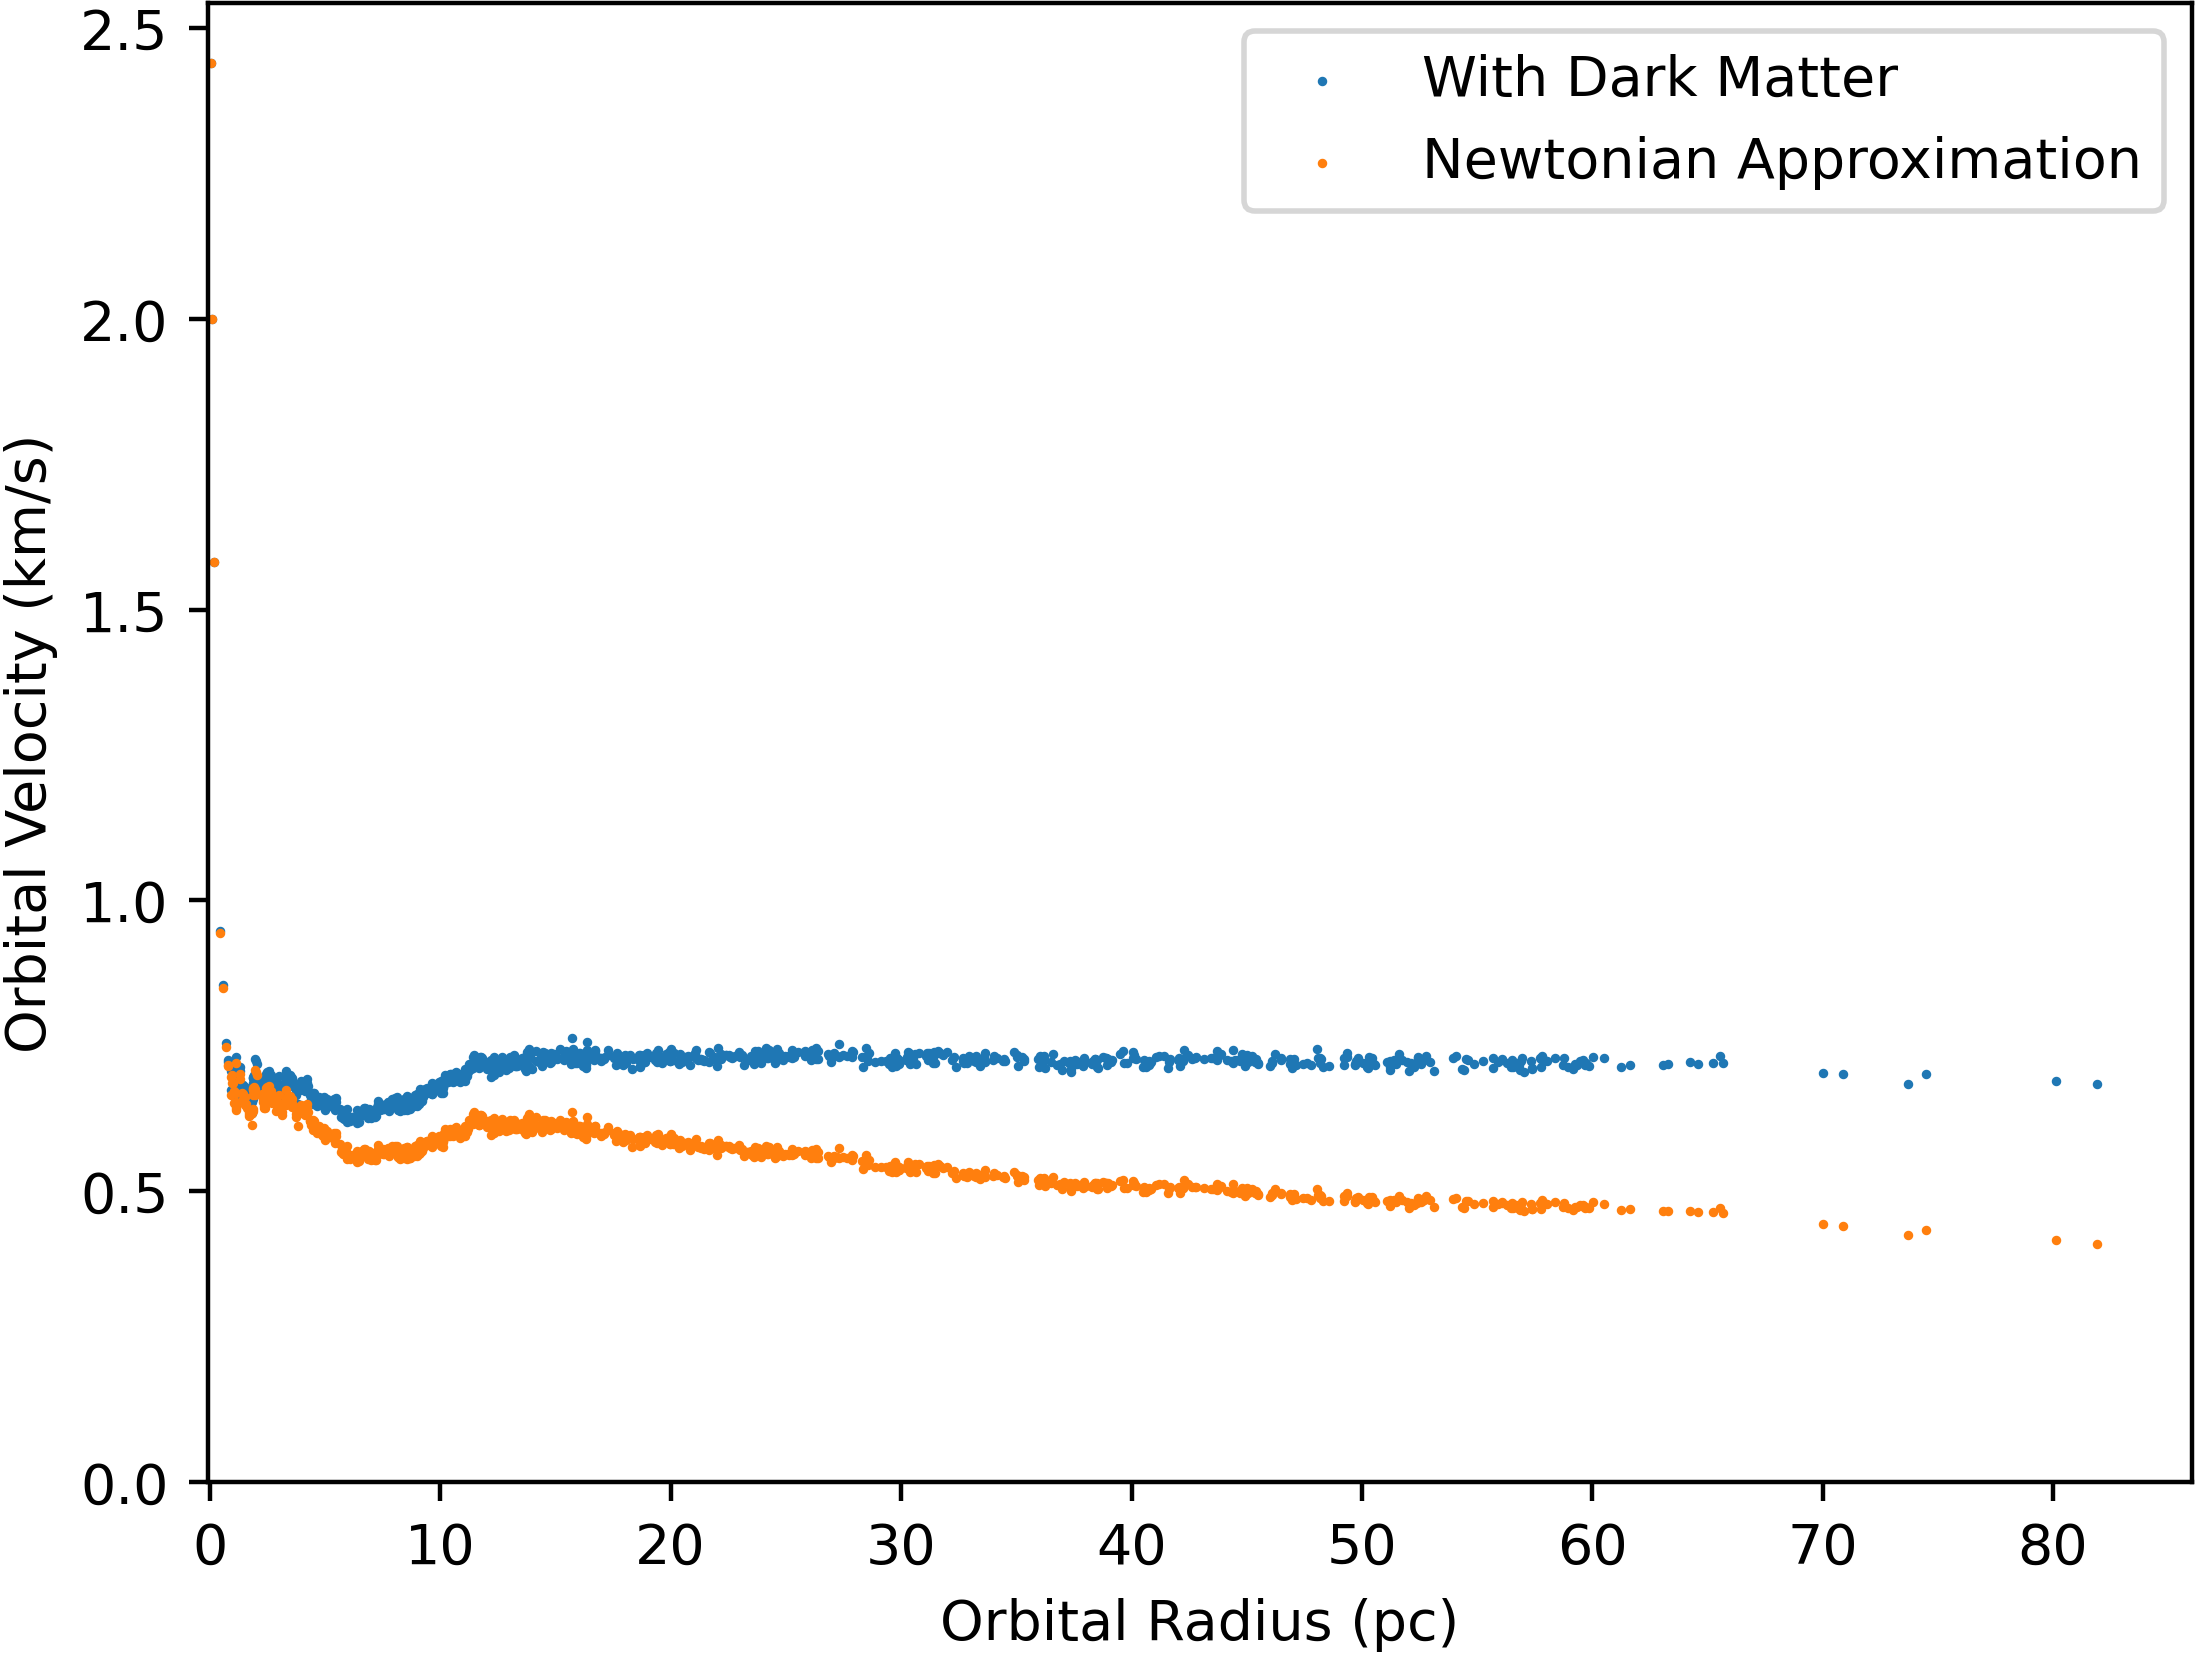 2.5
2.0
1.5
1.0
0.5
0.0
Orbital Velocity (km/s)
With Dark Matter
Newtonian Approximation
0 10 20 30 40 50 60 70 80
Orbital Radius (pc)